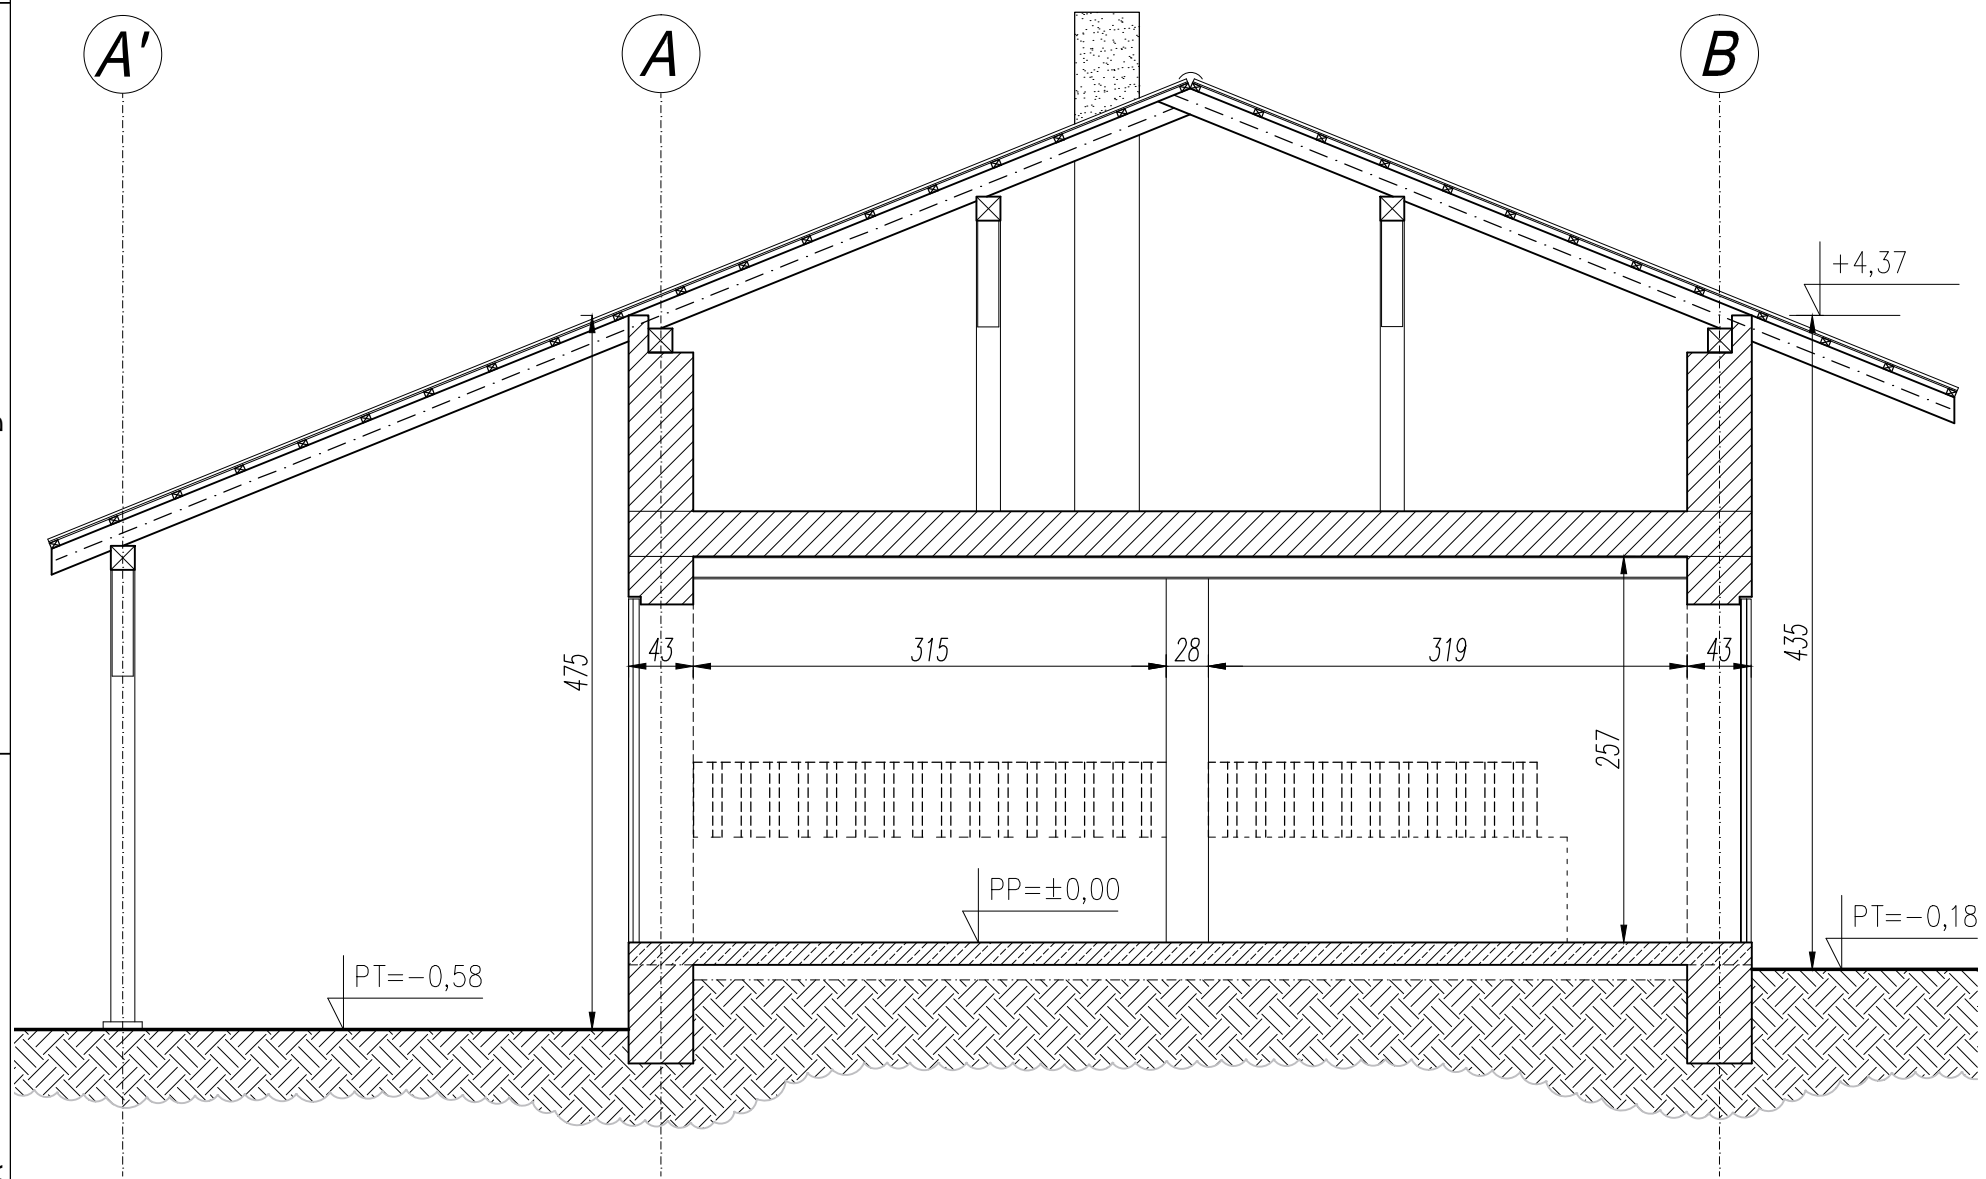 A' A B
+4,37
43 315 28 319 43
475
435
257
PP=±0,00
PT=-0,18
PT=-0,58